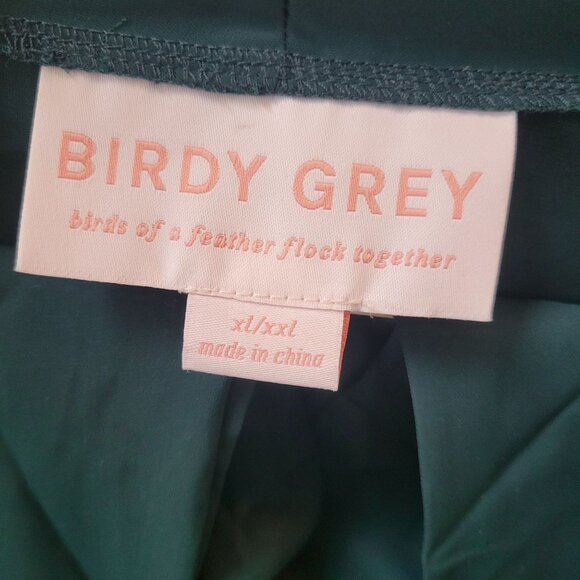 BIRDY GREY
birds of a feather flock together
xl/xxl
made in china